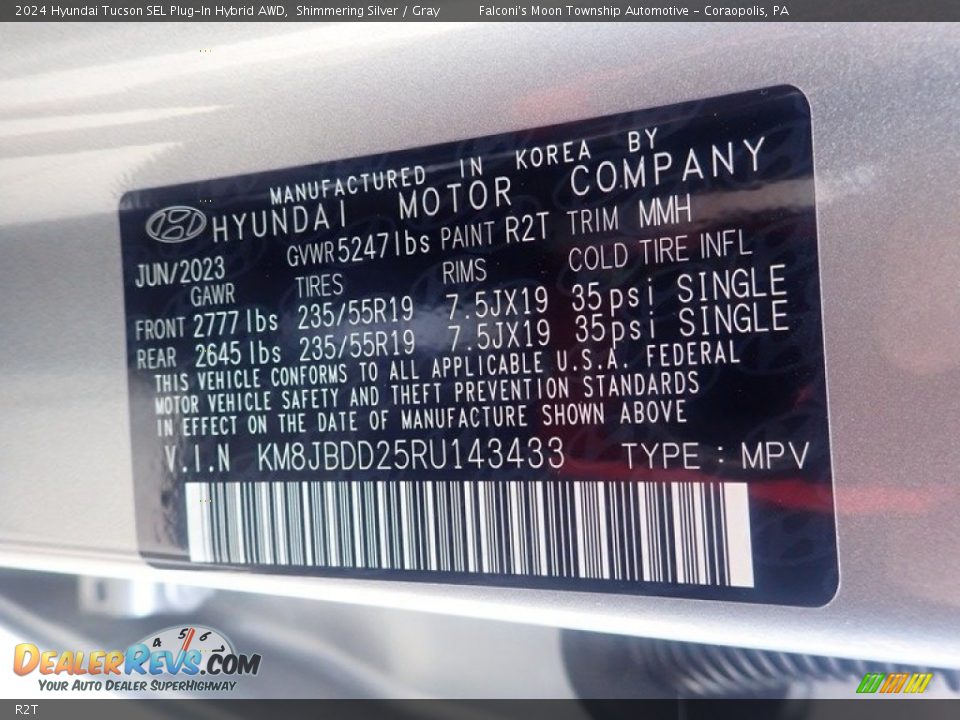 2024 Hyundai Tucson SEL Plug-In Hybrid AWD, Shimmering Silver / Gray Falconi's Moon Township Automotive - Coraopolis, PA
MANUFACTURED IN KOREA BY
HYUNDAI MOTOR COMPANY
JUN/2023 GVWR 5247lbs PAINT R2T TRIM MMH
GAWR TIRES RIMS COLD TIRE INFL
FRONT 2777 lbs 235/55R19 7.5JX19 35psi SINGLE
REAR 2645 lbs 235/55R19 7.5JX19 35psi SINGLE
THIS VEHICLE CONFORMS TO ALL APPLICABLE U.S.A. FEDERAL
MOTOR VEHICLE SAFETY AND THEFT PREVENTION STANDARDS
IN EFFECT ON THE DATE OF MANUFACTURE SHOWN ABOVE
V.I.N KM8JBDD25RU143433 TYPE : MPV
4 5 6
DEALERREVS.COM
YOUR AUTO DEALER SUPERHIGHWAY
R2T